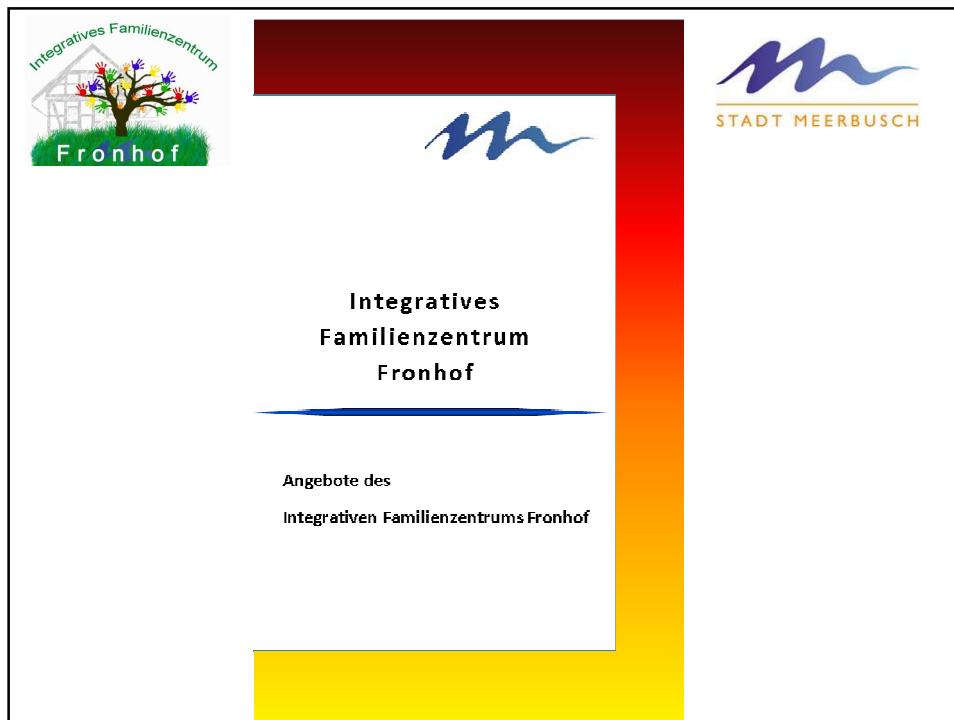 Integratives Familienzentrum
Fronhof
STADT MEERBUSCH
Integratives
Familienzentrum
Fronhof
Angebote des
Integrativen Familienzentrums Fronhof